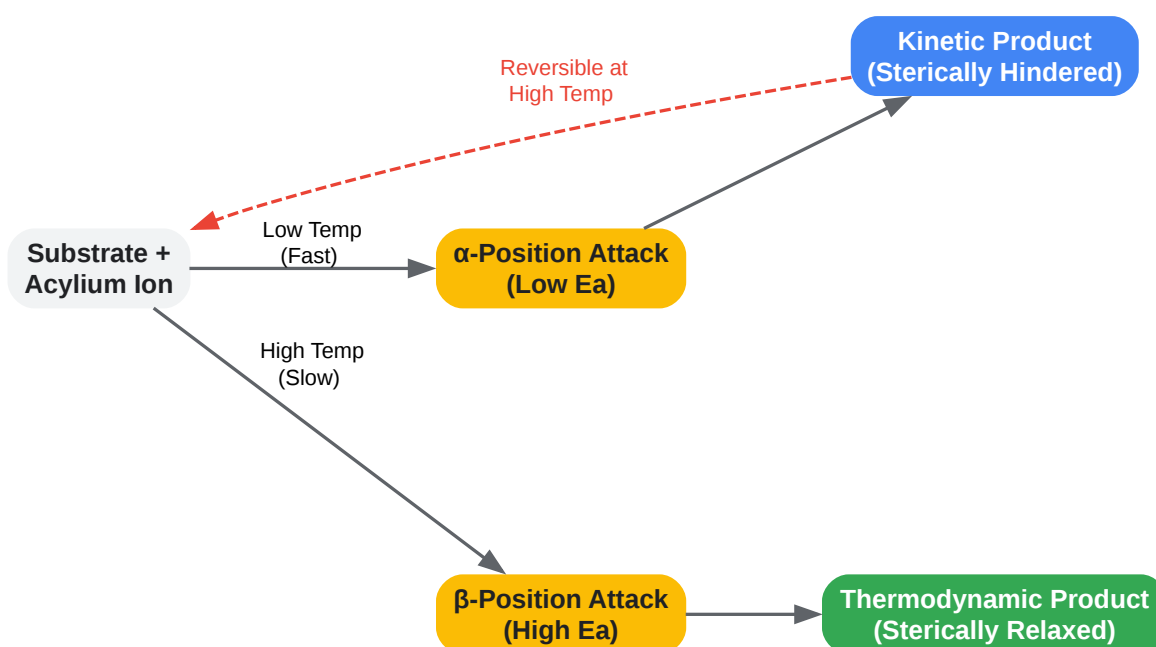 Kinetic Product
(Sterically Hindered)
Reversible at
High Temp
Low Temp
(Fast)
Substrate +
Acylium Ion
α-Position Attack
(Low Ea)
High Temp
(Slow)
β-Position Attack
(High Ea)
Thermodynamic Product
(Sterically Relaxed)